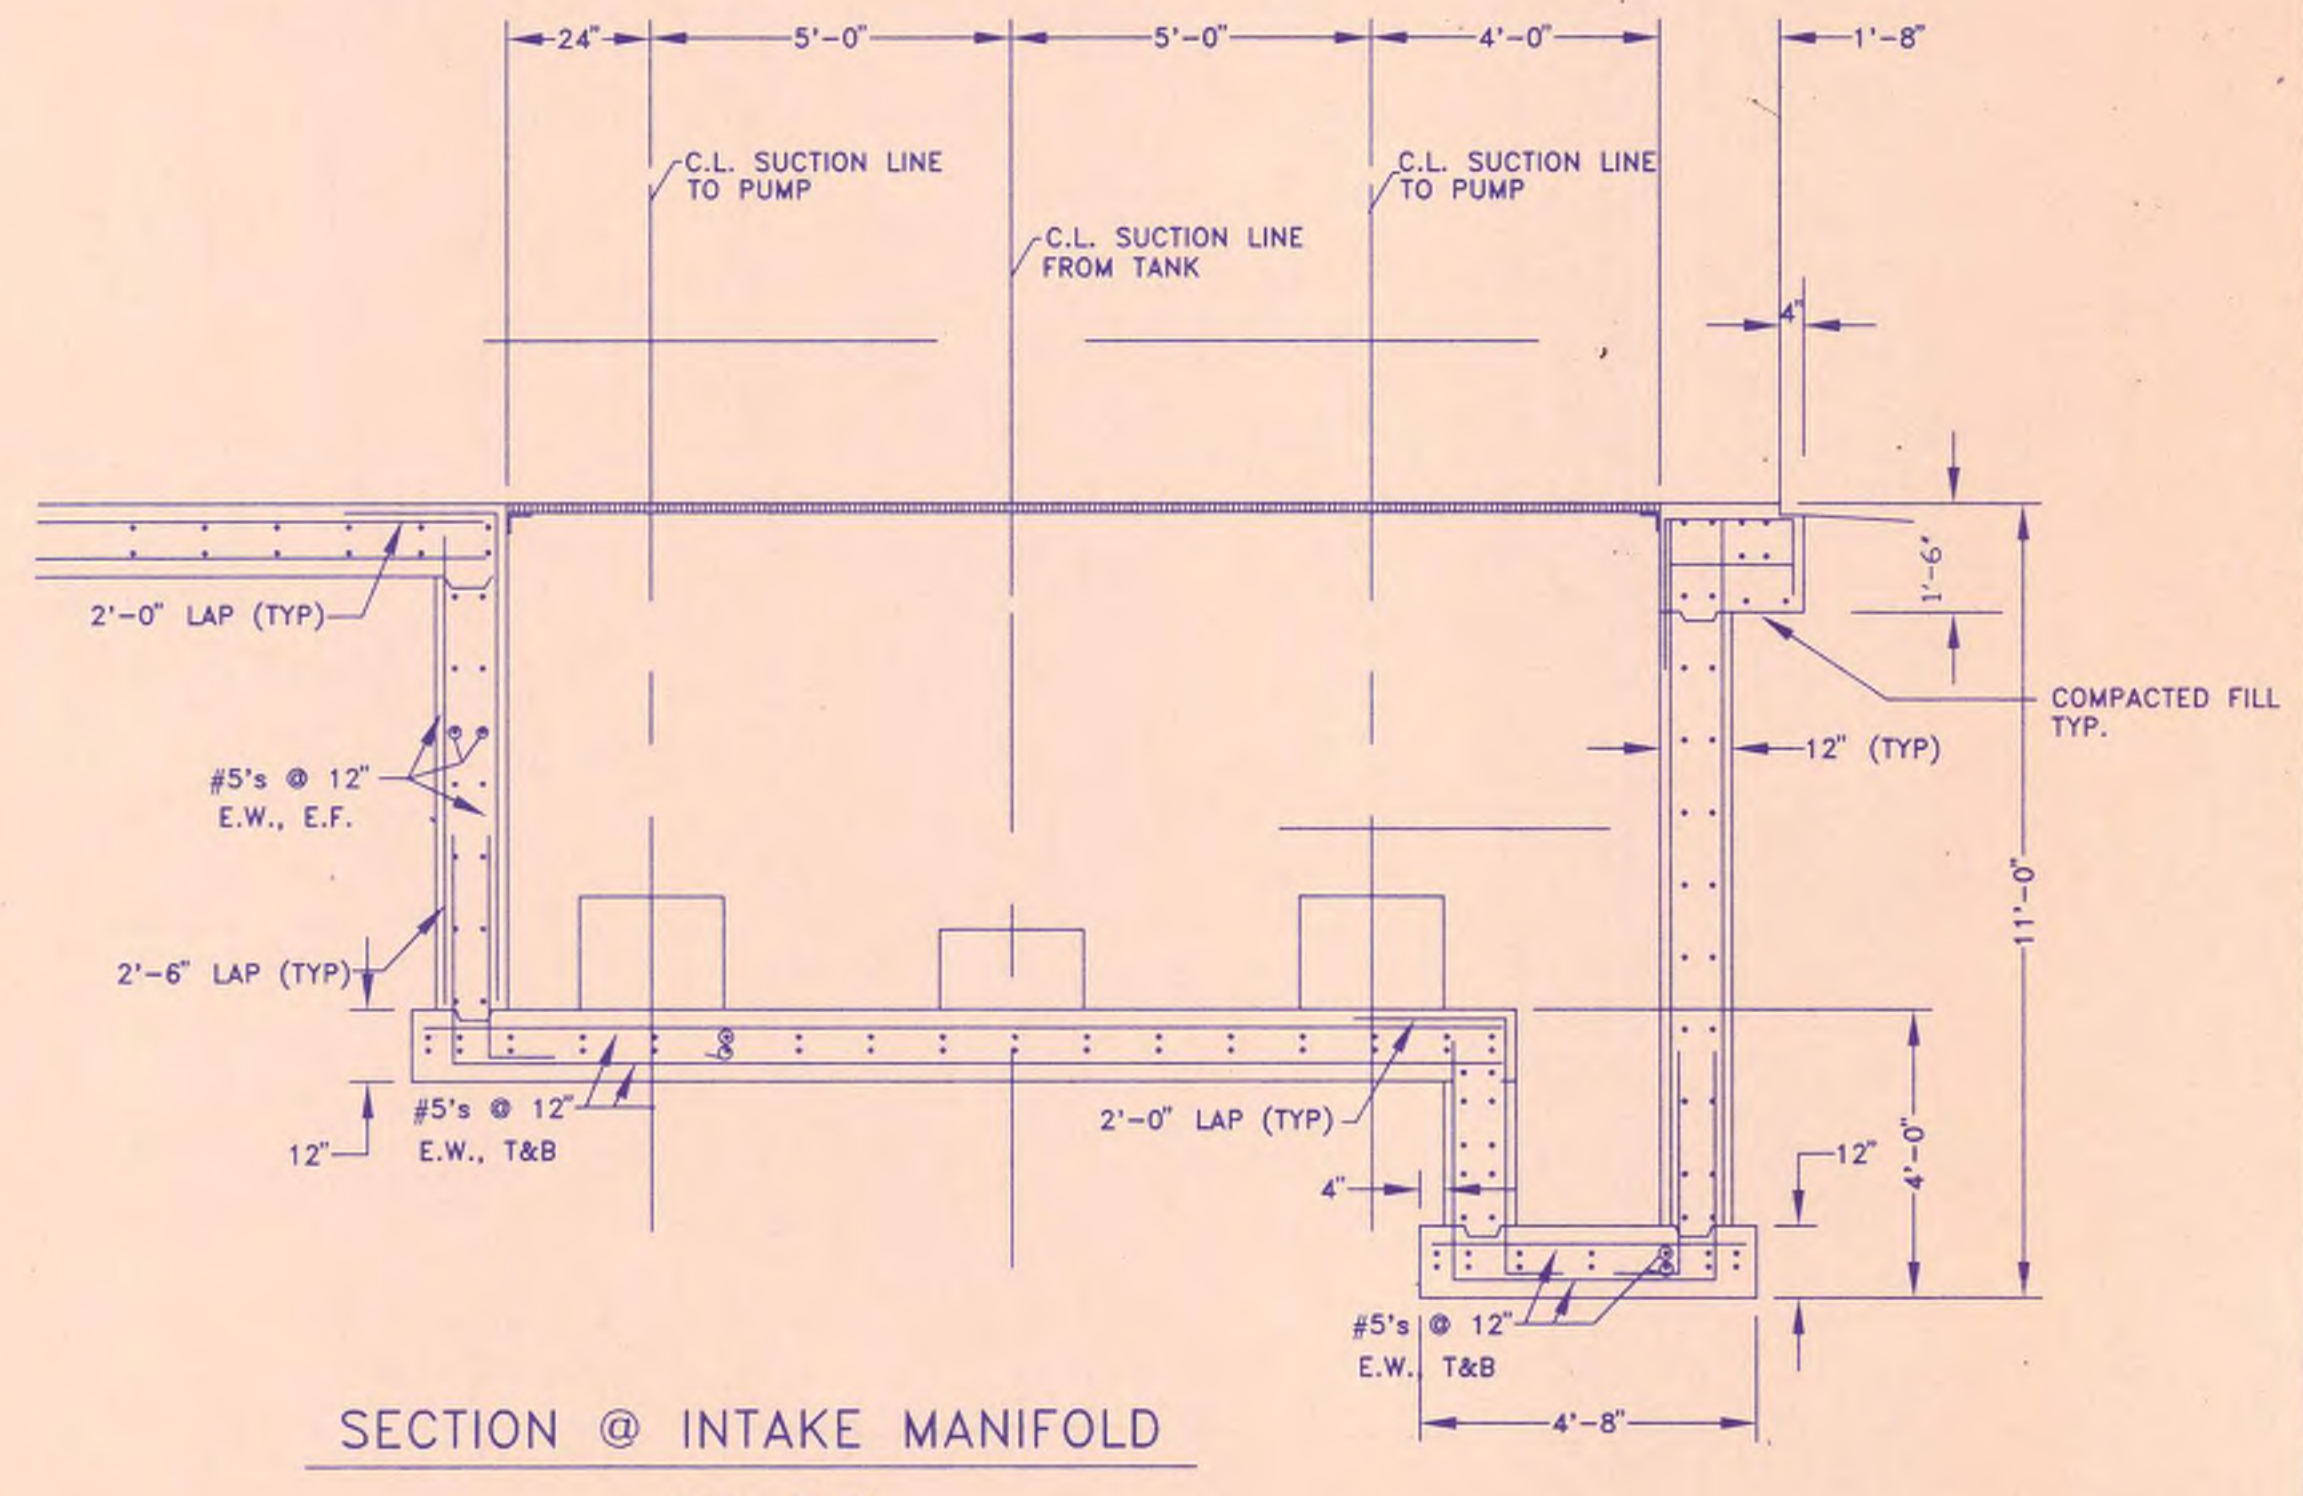 24"
5'-0"
5'-0"
4'-0"
1'-8"
C.L. SUCTION LINE
TO PUMP
C.L. SUCTION LINE
TO PUMP
C.L. SUCTION LINE
FROM TANK
4"
1'-6"
2'-0" LAP (TYP)
COMPACTED FILL
TYP.
12" (TYP)
#5's @ 12"
E.W., E.F.
11'-0"
2'-6" LAP (TYP)
#5's @ 12"
E.W., T&B
2'-0" LAP (TYP)
12"
12"
4'-0"
4"
#5's @ 12"
E.W., T&B
4'-8"
SECTION @ INTAKE MANIFOLD